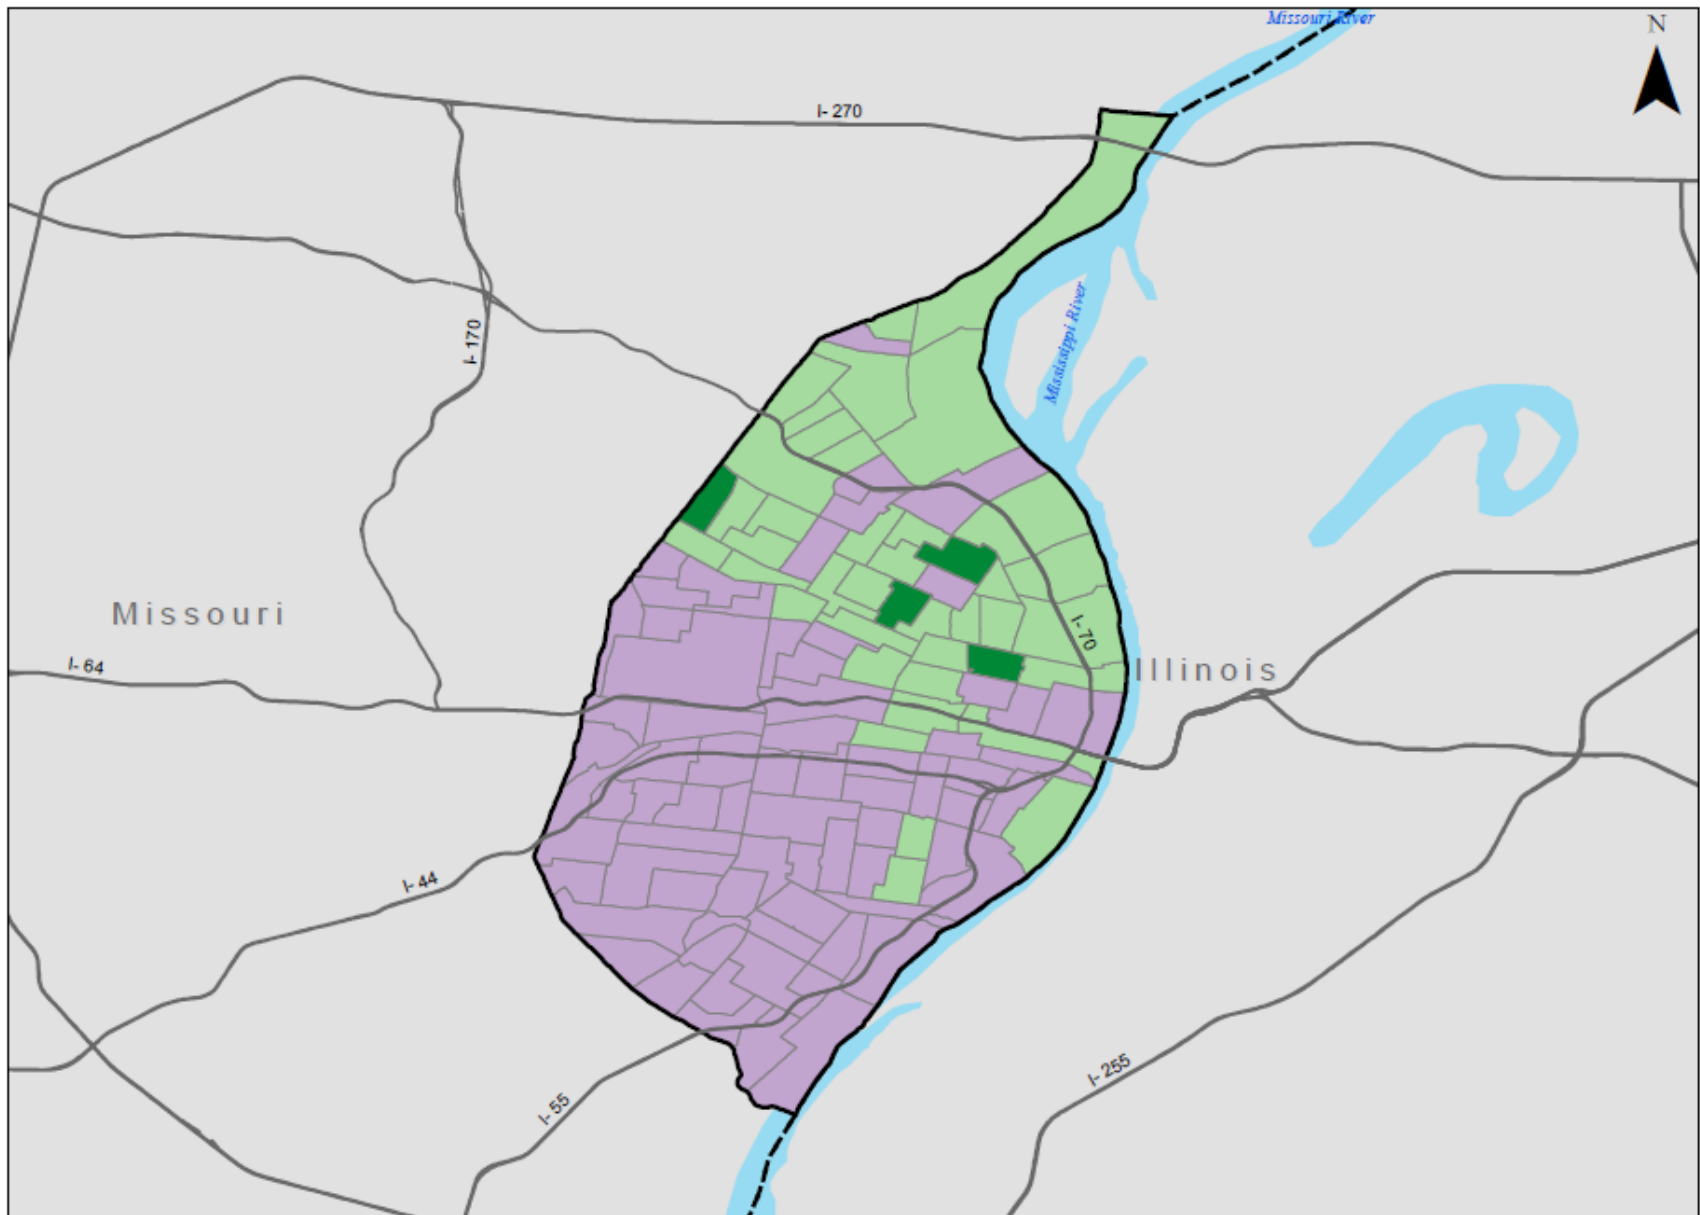 Missouri River
N
I- 270
Mississippi River
I- 170
Missouri
I- 70
Illinois
I- 64
I- 44
I- 255
I- 55